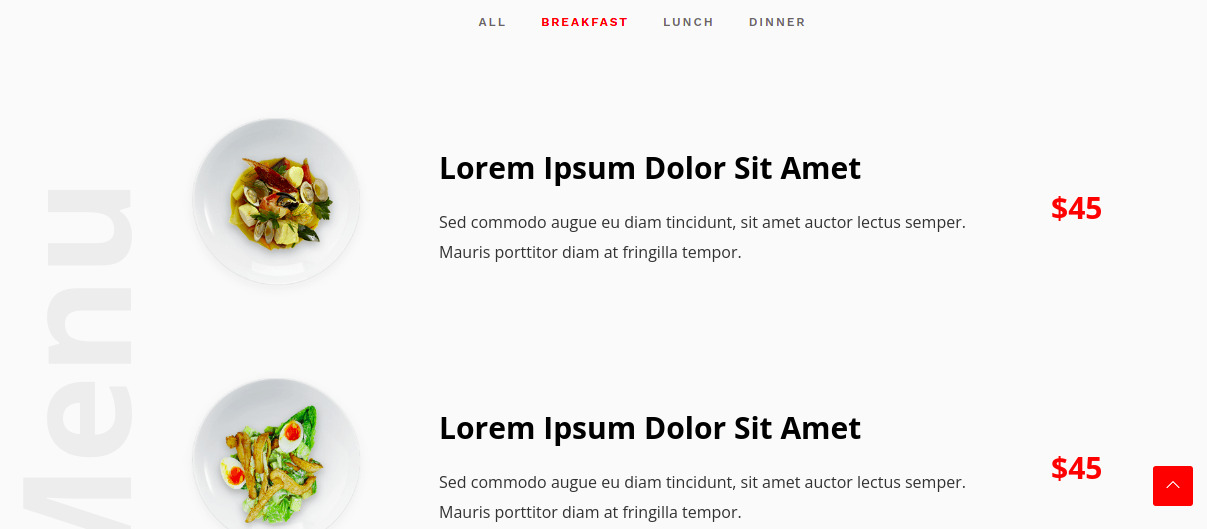 ALL BREAKFAST LUNCH DINNER
Menu
Lorem Ipsum Dolor Sit Amet
Sed commodo augue eu diam tincidunt, sit amet auctor lectus semper.
Mauris porttitor diam at fringilla tempor.
$45
Lorem Ipsum Dolor Sit Amet
Sed commodo augue eu diam tincidunt, sit amet auctor lectus semper.
Mauris porttitor diam at fringilla tempor.
$45